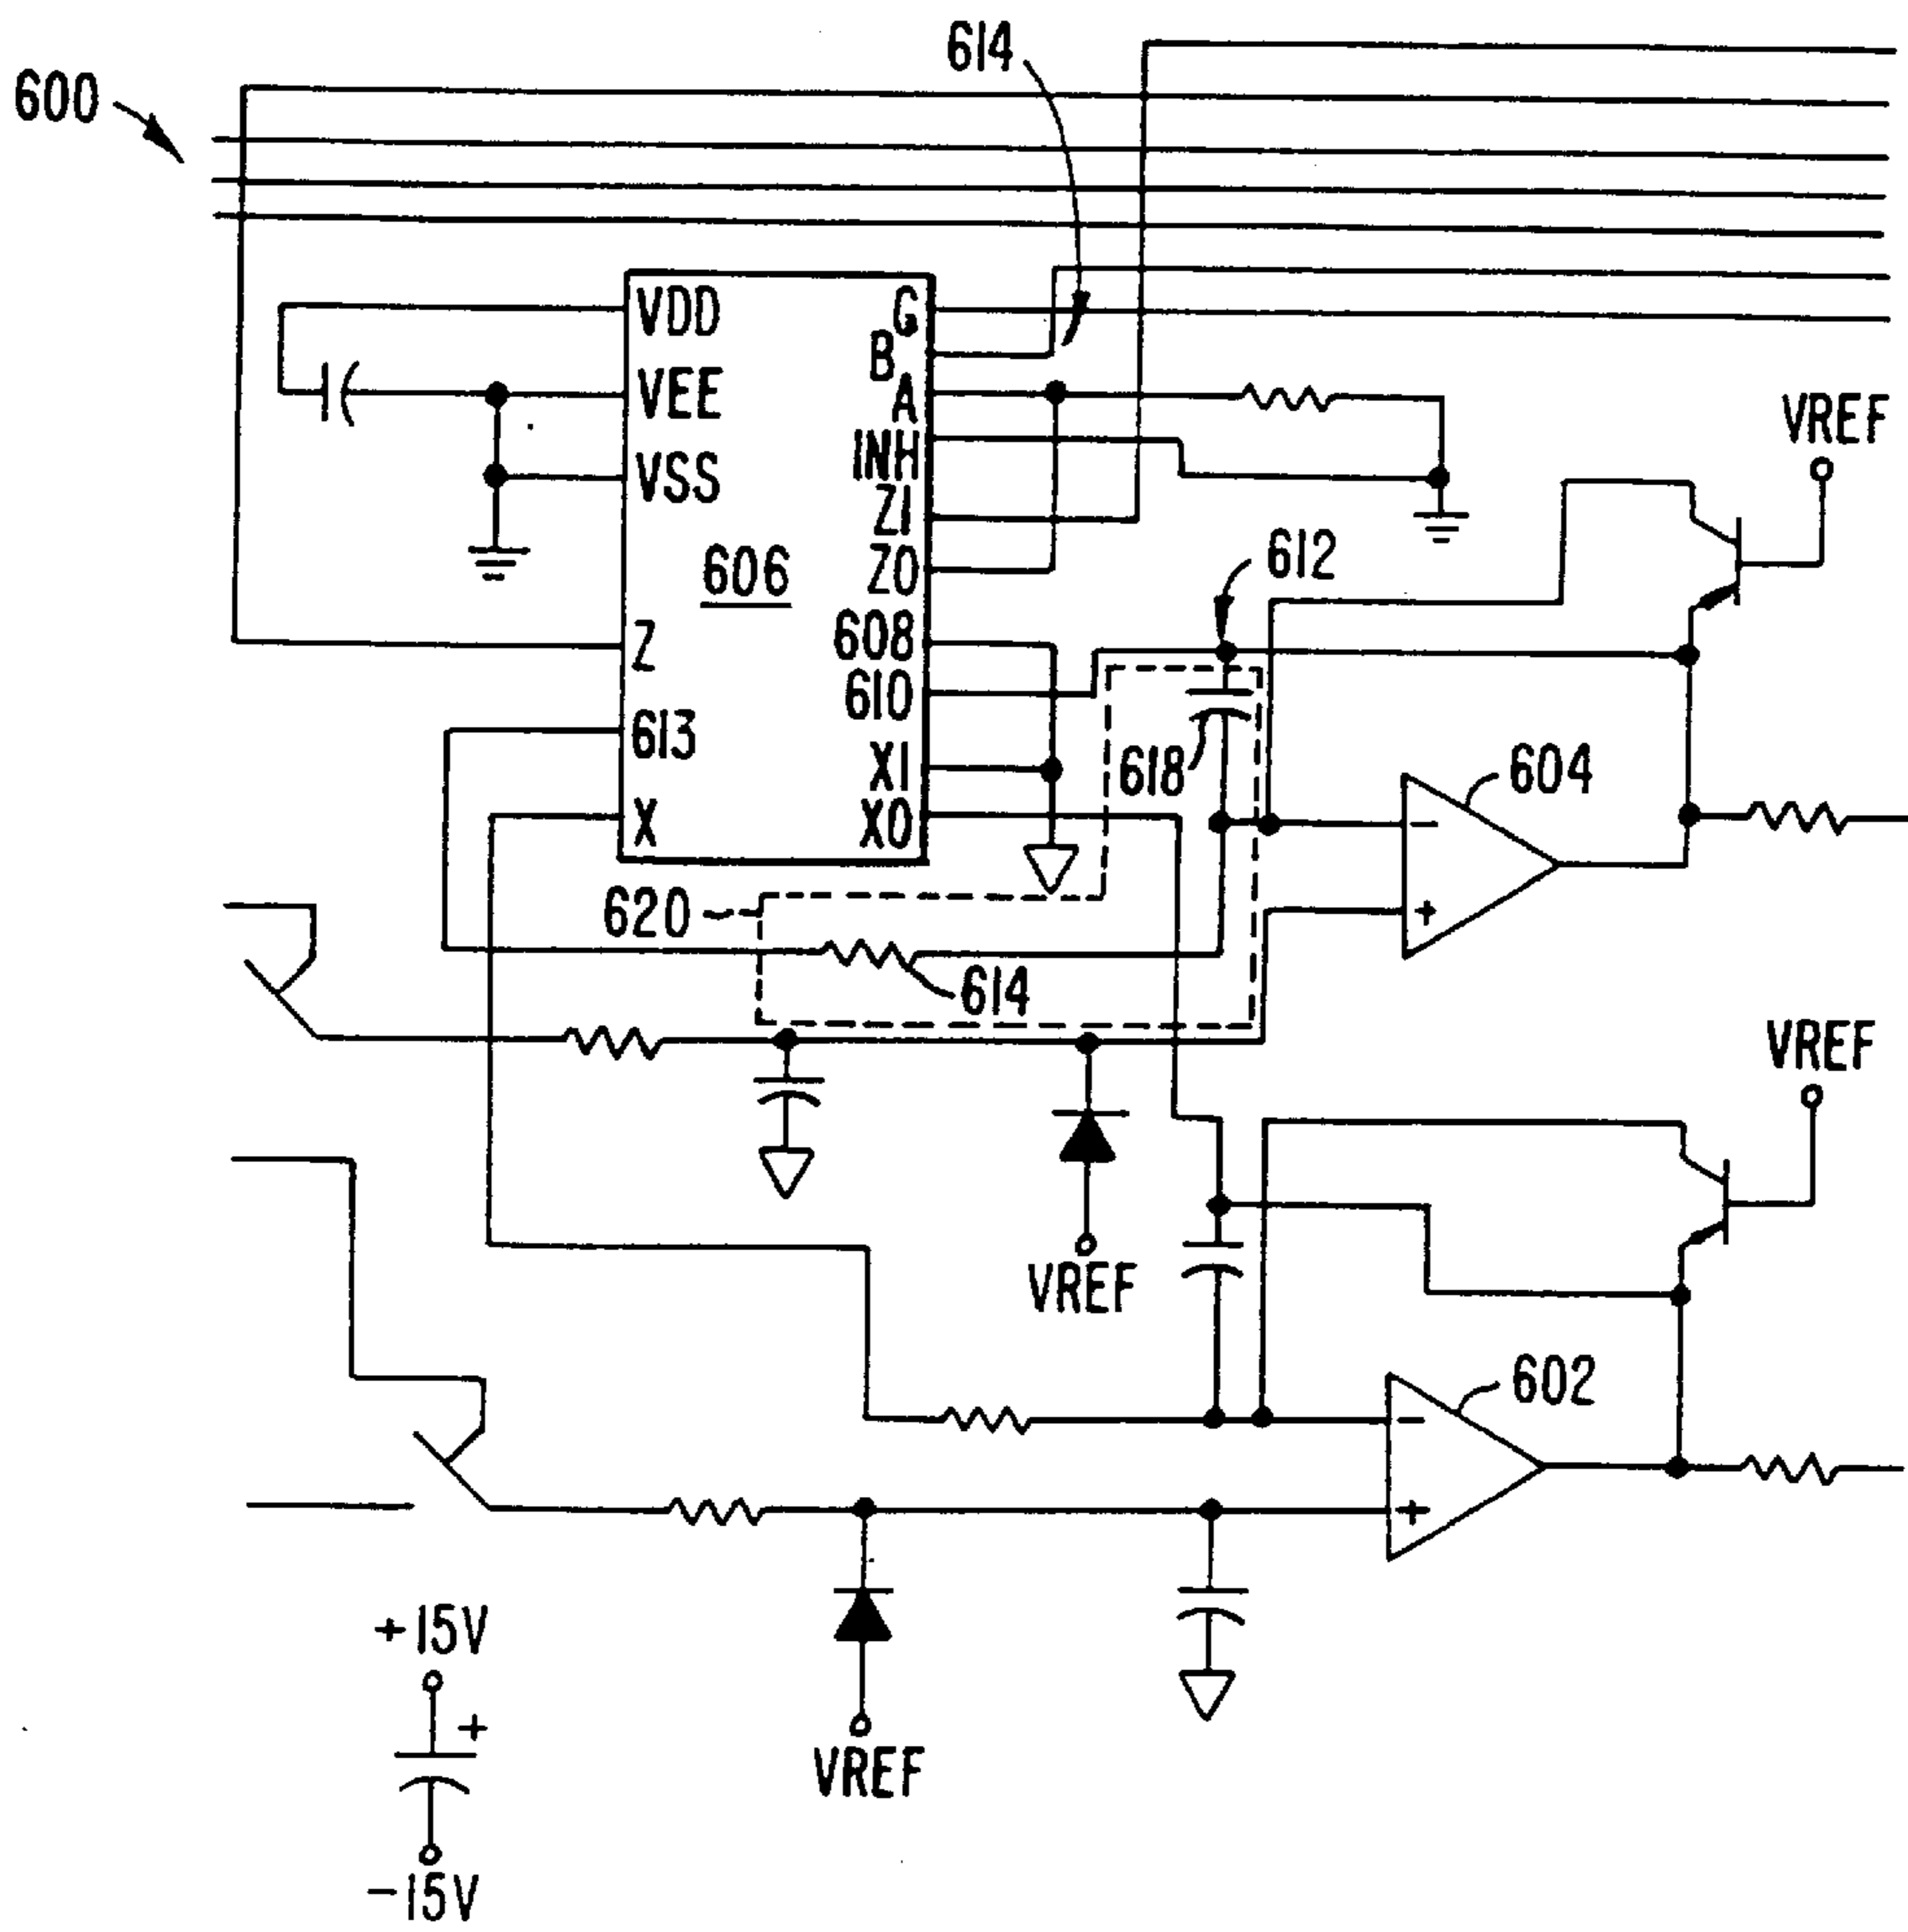 614
600
VDD
G
B
VEE
A
VREF
INH
VSS
Z1
612
606
Z0
Z
608
610
613
X1
618
604
X
X0
620
614
VREF
VREF
602
+15V
+
VREF
-15V
-
+
-
+